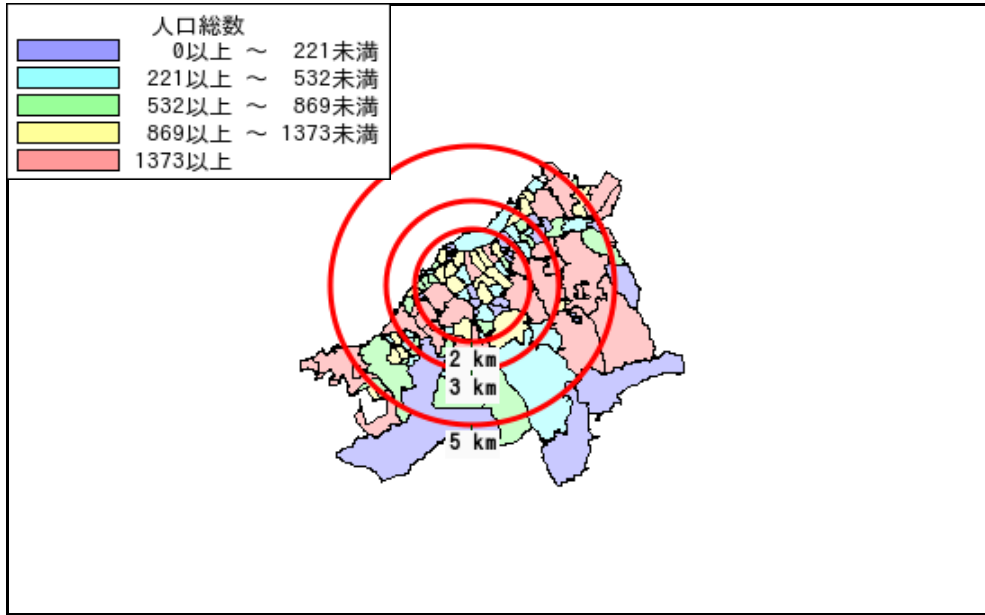 人口総数
0以上 ～ 221未満
221以上 ～ 532未満
532以上 ～ 869未満
869以上 ～ 1373未満
1373以上
2 km
3 km
5 km